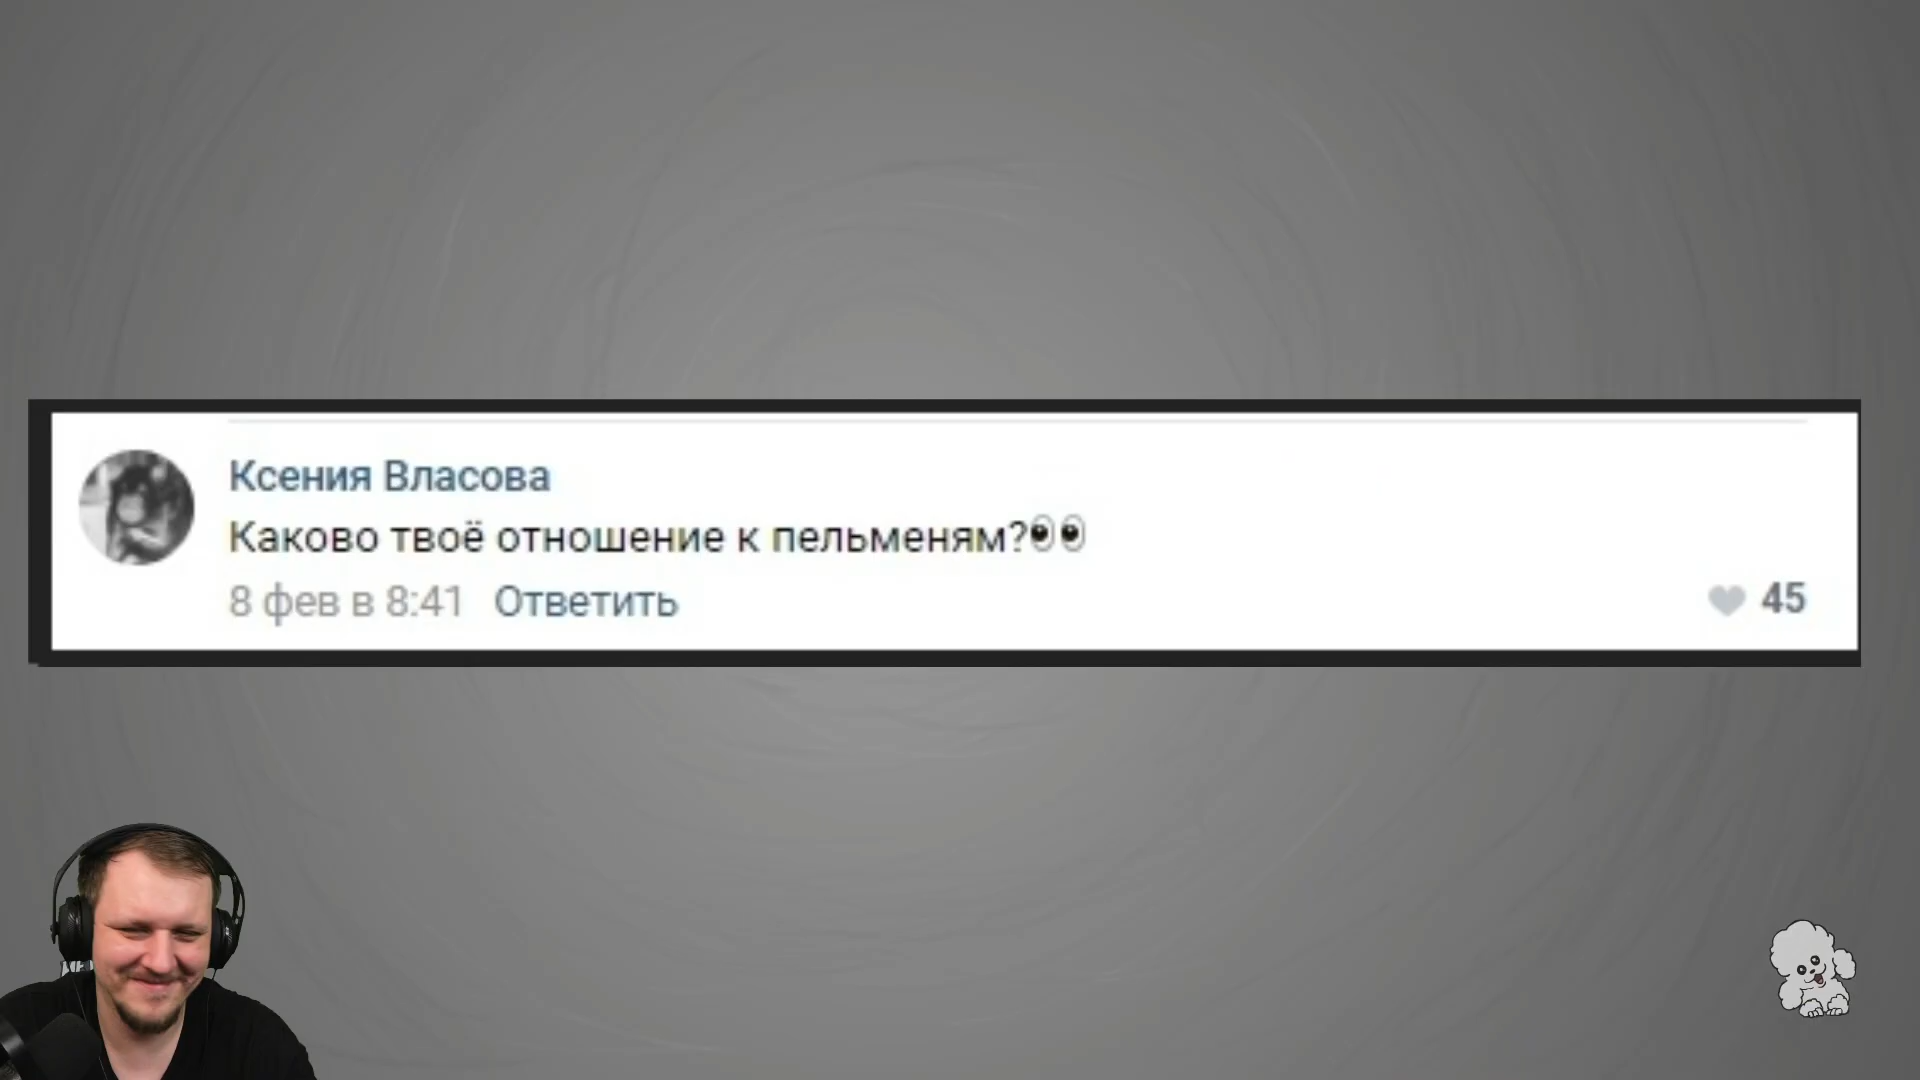 Ксения Власова
Каково твоё отношение к пельменям?👀
8 фев в 8:41 Ответить
45